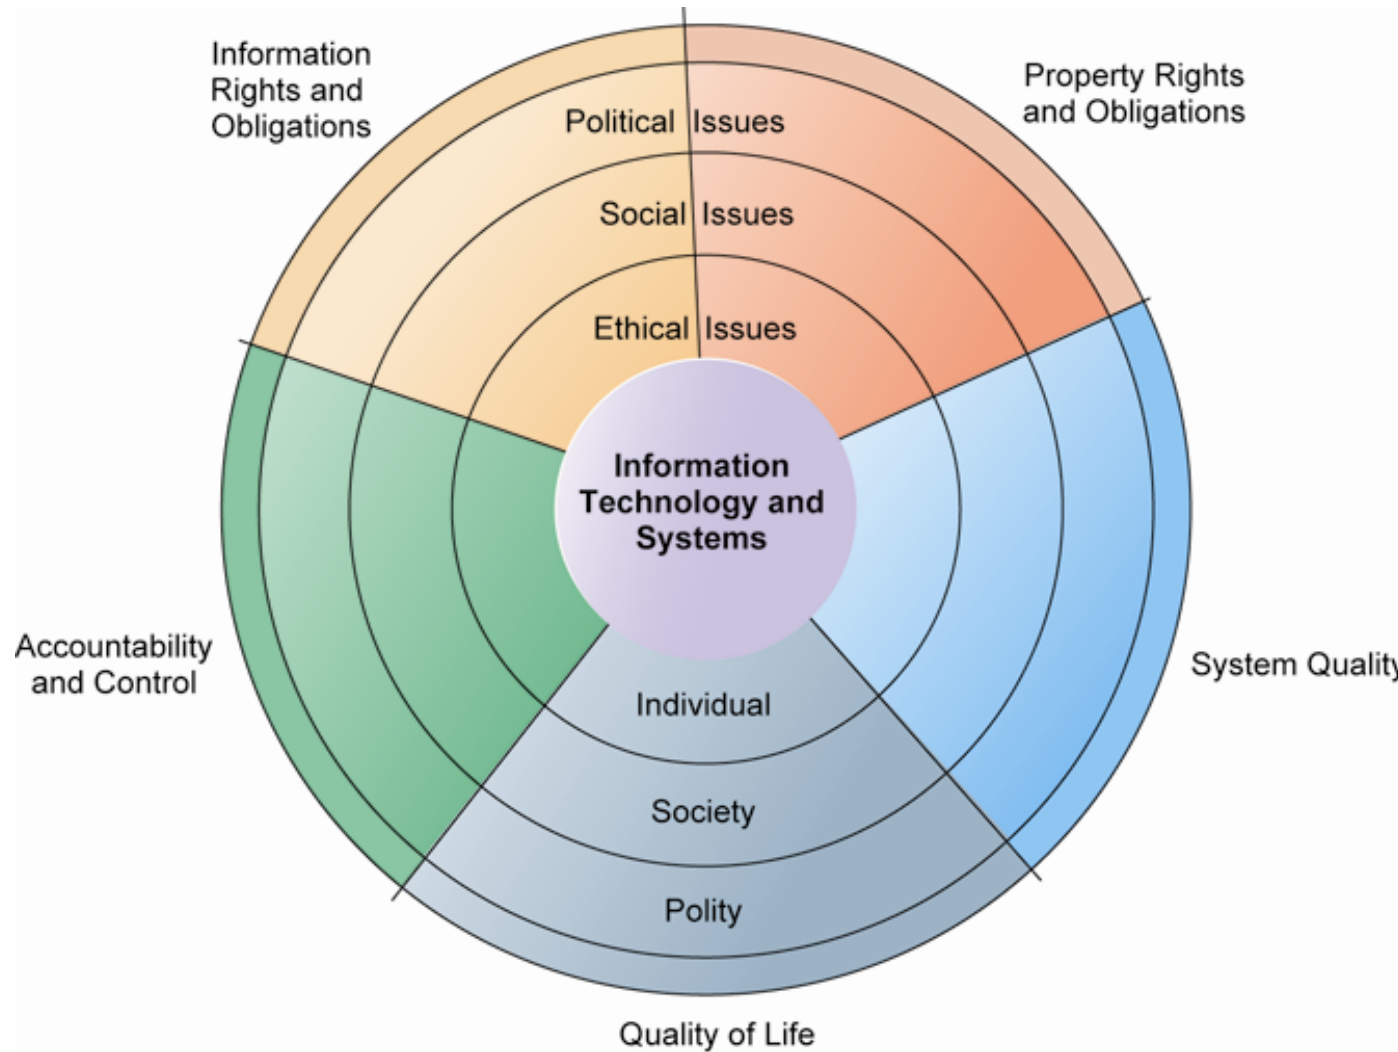 Information
Rights and
Obligations
Property Rights
and Obligations
Political Issues
Social Issues
Ethical Issues
Information
Technology and
Systems
Accountability
and Control
System Quality
Individual
Society
Polity
Quality of Life